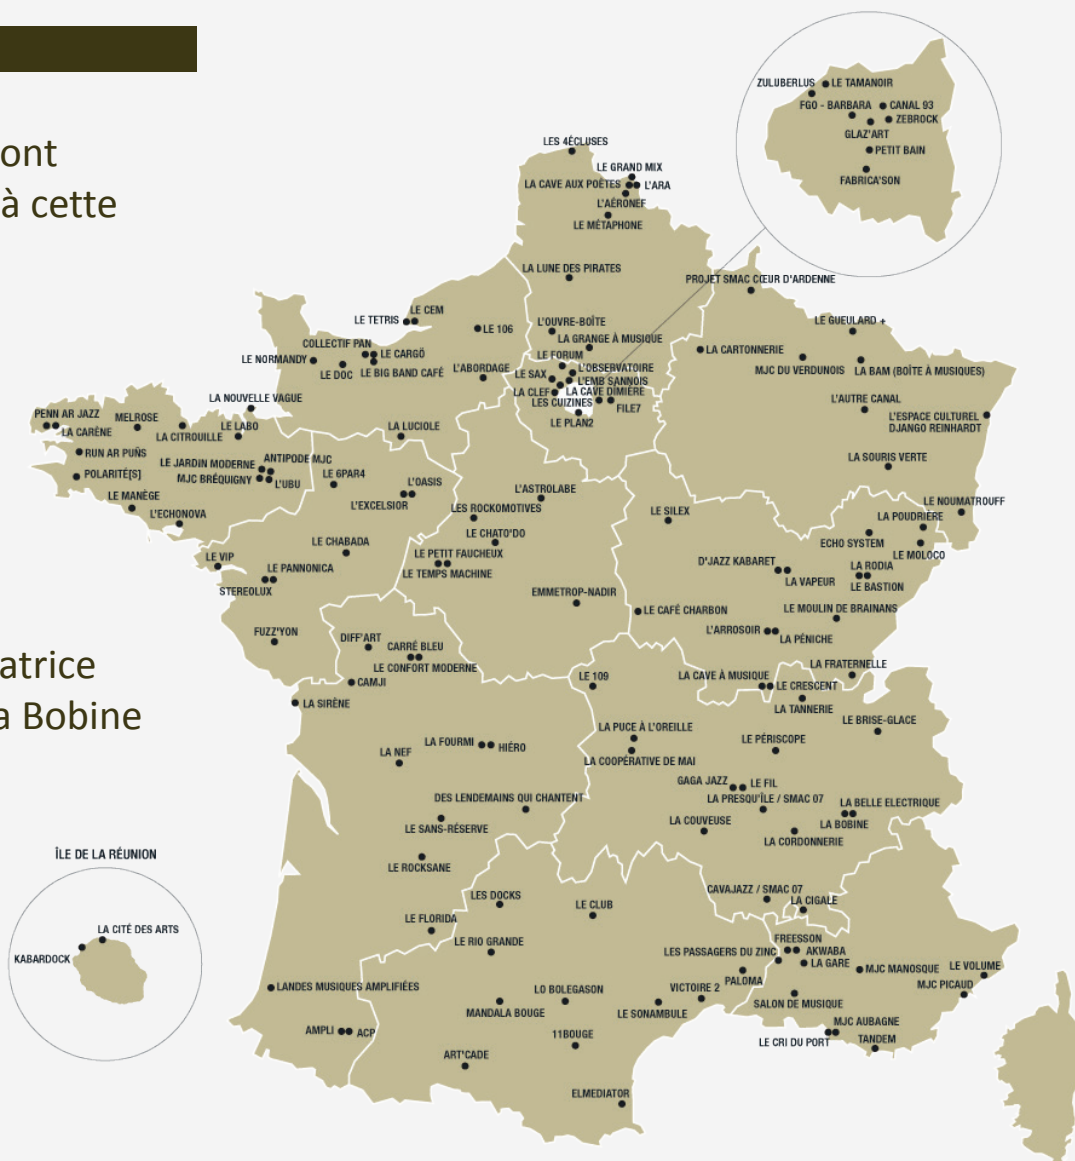 ont
à cette
atrice
a Bobine
ZULUBERLUS
LE TAMANOIR
FGO - BARBARA
CANAL 93
ZEBROCK
GLAZ'ART
PETIT BAIN
FABRICA'SON
LES 4ÉCLUSES
LE GRAND MIX
LA CAVE AUX POÈTES
L'ARA
L'AÉRONEF
LE MÉTAPHONE
LA LUNE DES PIRATES
PROJET SMAC CŒUR D'ARDENNE
LE CEM
LE TETRIS
LE 106
L'OUVRE-BOÎTE
LA GRANGE À MUSIQUE
LE GUEULARD +
COLLECTIF PAN
LE CARGÖ
LE NORMANDY
LE DOC
LE BIG BAND CAFÉ
L'ABORDAGE
LE FORUM
L'OBSERVATOIRE
LE SAX
L'EMB SANNOIS
LA CLEF
LA CAVE DIMIÈRE
LES CUIZINES
FILE7
LE PLAN2
LA CARTONNERIE
MJC DU VERDUNOIS
LA BAM (BOÎTE À MUSIQUES)
L'AUTRE CANAL
L'ESPACE CULTUREL
DJANGO REINHARDT
LA SOURIS VERTE
LA NOUVELLE VAGUE
PENN AR JAZZ
MELROSE
LA CARÈNE
LA CITROUILLE
LE LABO
LA LUCIOLE
RUN AR PUÑS
POLARITÉ[S]
LE JARDIN MODERNE
ANTIPODE MJC
MJC BRÉQUIGNY
L'UBU
LE 6PAR4
L'OASIS
L'EXCELSIOR
L'ASTROLABE
LES ROCKOMOTIVES
LE MANÈGE
L'ECHONOVA
LE SILEX
LE NOUMATROUFF
LA POUDRIÈRE
ECHO SYSTEM
LE MOLOCO
LE CHABADA
LE CHATO'DO
LE PETIT FAUCHEUX
LE TEMPS MACHINE
LE VIP
LE PANNONICA
STEREOLUX
D'JAZZ KABARET
LA VAPEUR
LA RODIA
LE BASTION
EMMETROP-NADIR
LE CAFÉ CHARBON
LE MOULIN DE BRAINANS
L'ARROSOIR
LA PÉNICHE
FUZZ'YON
DIFF'ART
CARRÉ BLEU
LE CONFORT MODERNE
CAMJI
LA SIRÈNE
LE 109
LA CAVE À MUSIQUE
LE CRESCENT
LA FRATERNELLE
LA TANNERIE
LE BRISE-GLACE
LA FOURMI
HIÉRO
LA NEF
LA PUCE À L'OREILLE
LA COOPÉRATIVE DE MAI
LE PÉRISCOPE
GAGA JAZZ
LE FIL
LA PRESQU'ÎLE / SMAC 07
LA BELLE ELECTRIQUE
LA BOBINE
LA COUVEUSE
LA CORDONNERIE
DES LENDEMAINS QUI CHANTENT
LE SANS-RÉSERVE
LE ROCKSANE
ÎLE DE LA RÉUNION
LA CITÉ DES ARTS
KABARDOCK
LES DOCKS
LE CLUB
CAVAJAZZ / SMAC 07
LA CIGALE
LE FLORIDA
LE RIO GRANDE
FREESSON
LES PASSAGERS DU ZINC
AKWABA
LA GARE
MJC MANOSQUE
LE VOLUME
MJC PICAUD
PALOMA
LANDES MUSIQUES AMPLIFIÉES
LO BOLEGASON
VICTOIRE 2
MANDALA BOUGE
LE SONAMBULE
SALON DE MUSIQUE
AMPLI
ACP
11BOUGE
MJC AUBAGNE
LE CRI DU PORT
TANDEM
ART'CADE
ELMEDIATOR